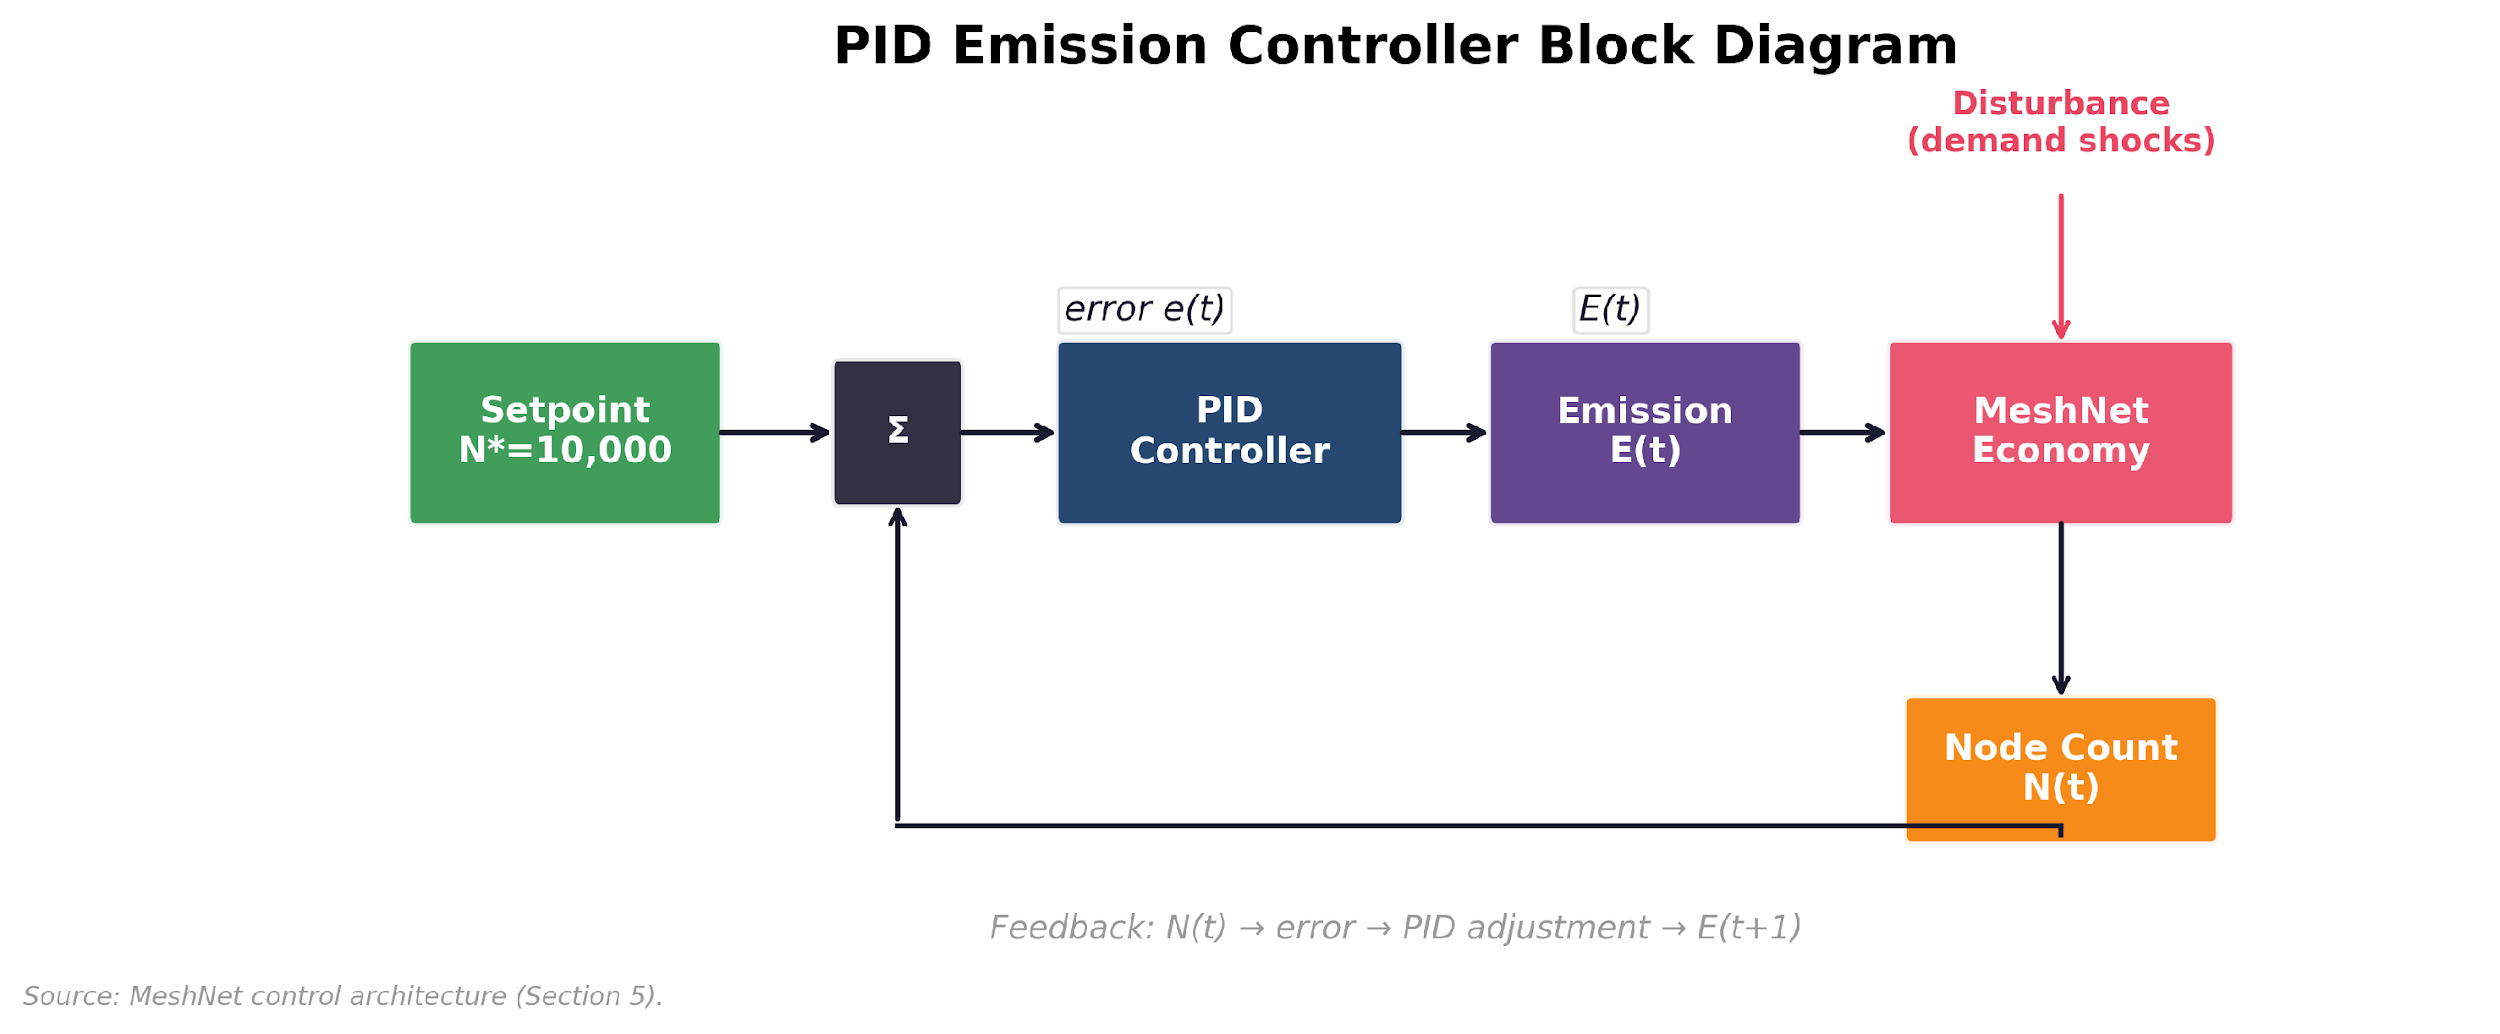 PID Emission Controller Block Diagram
Disturbance
(demand shocks)
error e(t)
E(t)
Setpoint
N*=10,000
Σ
PID
Controller
Emission
E(t)
MeshNet
Economy
Node Count
N(t)
Feedback: N(t) → error → PID adjustment → E(t+1)
Source: MeshNet control architecture (Section 5).